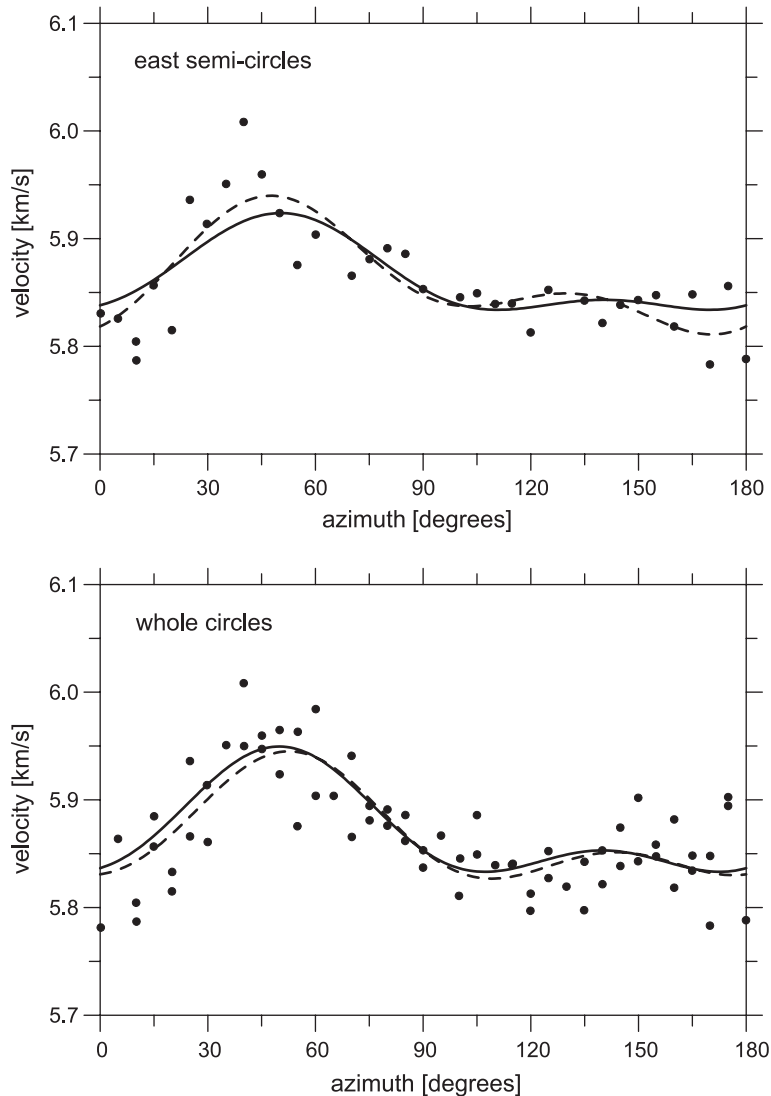 6.1
east semi-circles
6.0
velocity [km/s]
5.9
5.8
5.7
0 30 60 90 120 150 180
azimuth [degrees]
6.1
whole circles
6.0
velocity [km/s]
5.9
5.8
5.7
0 30 60 90 120 150 180
azimuth [degrees]